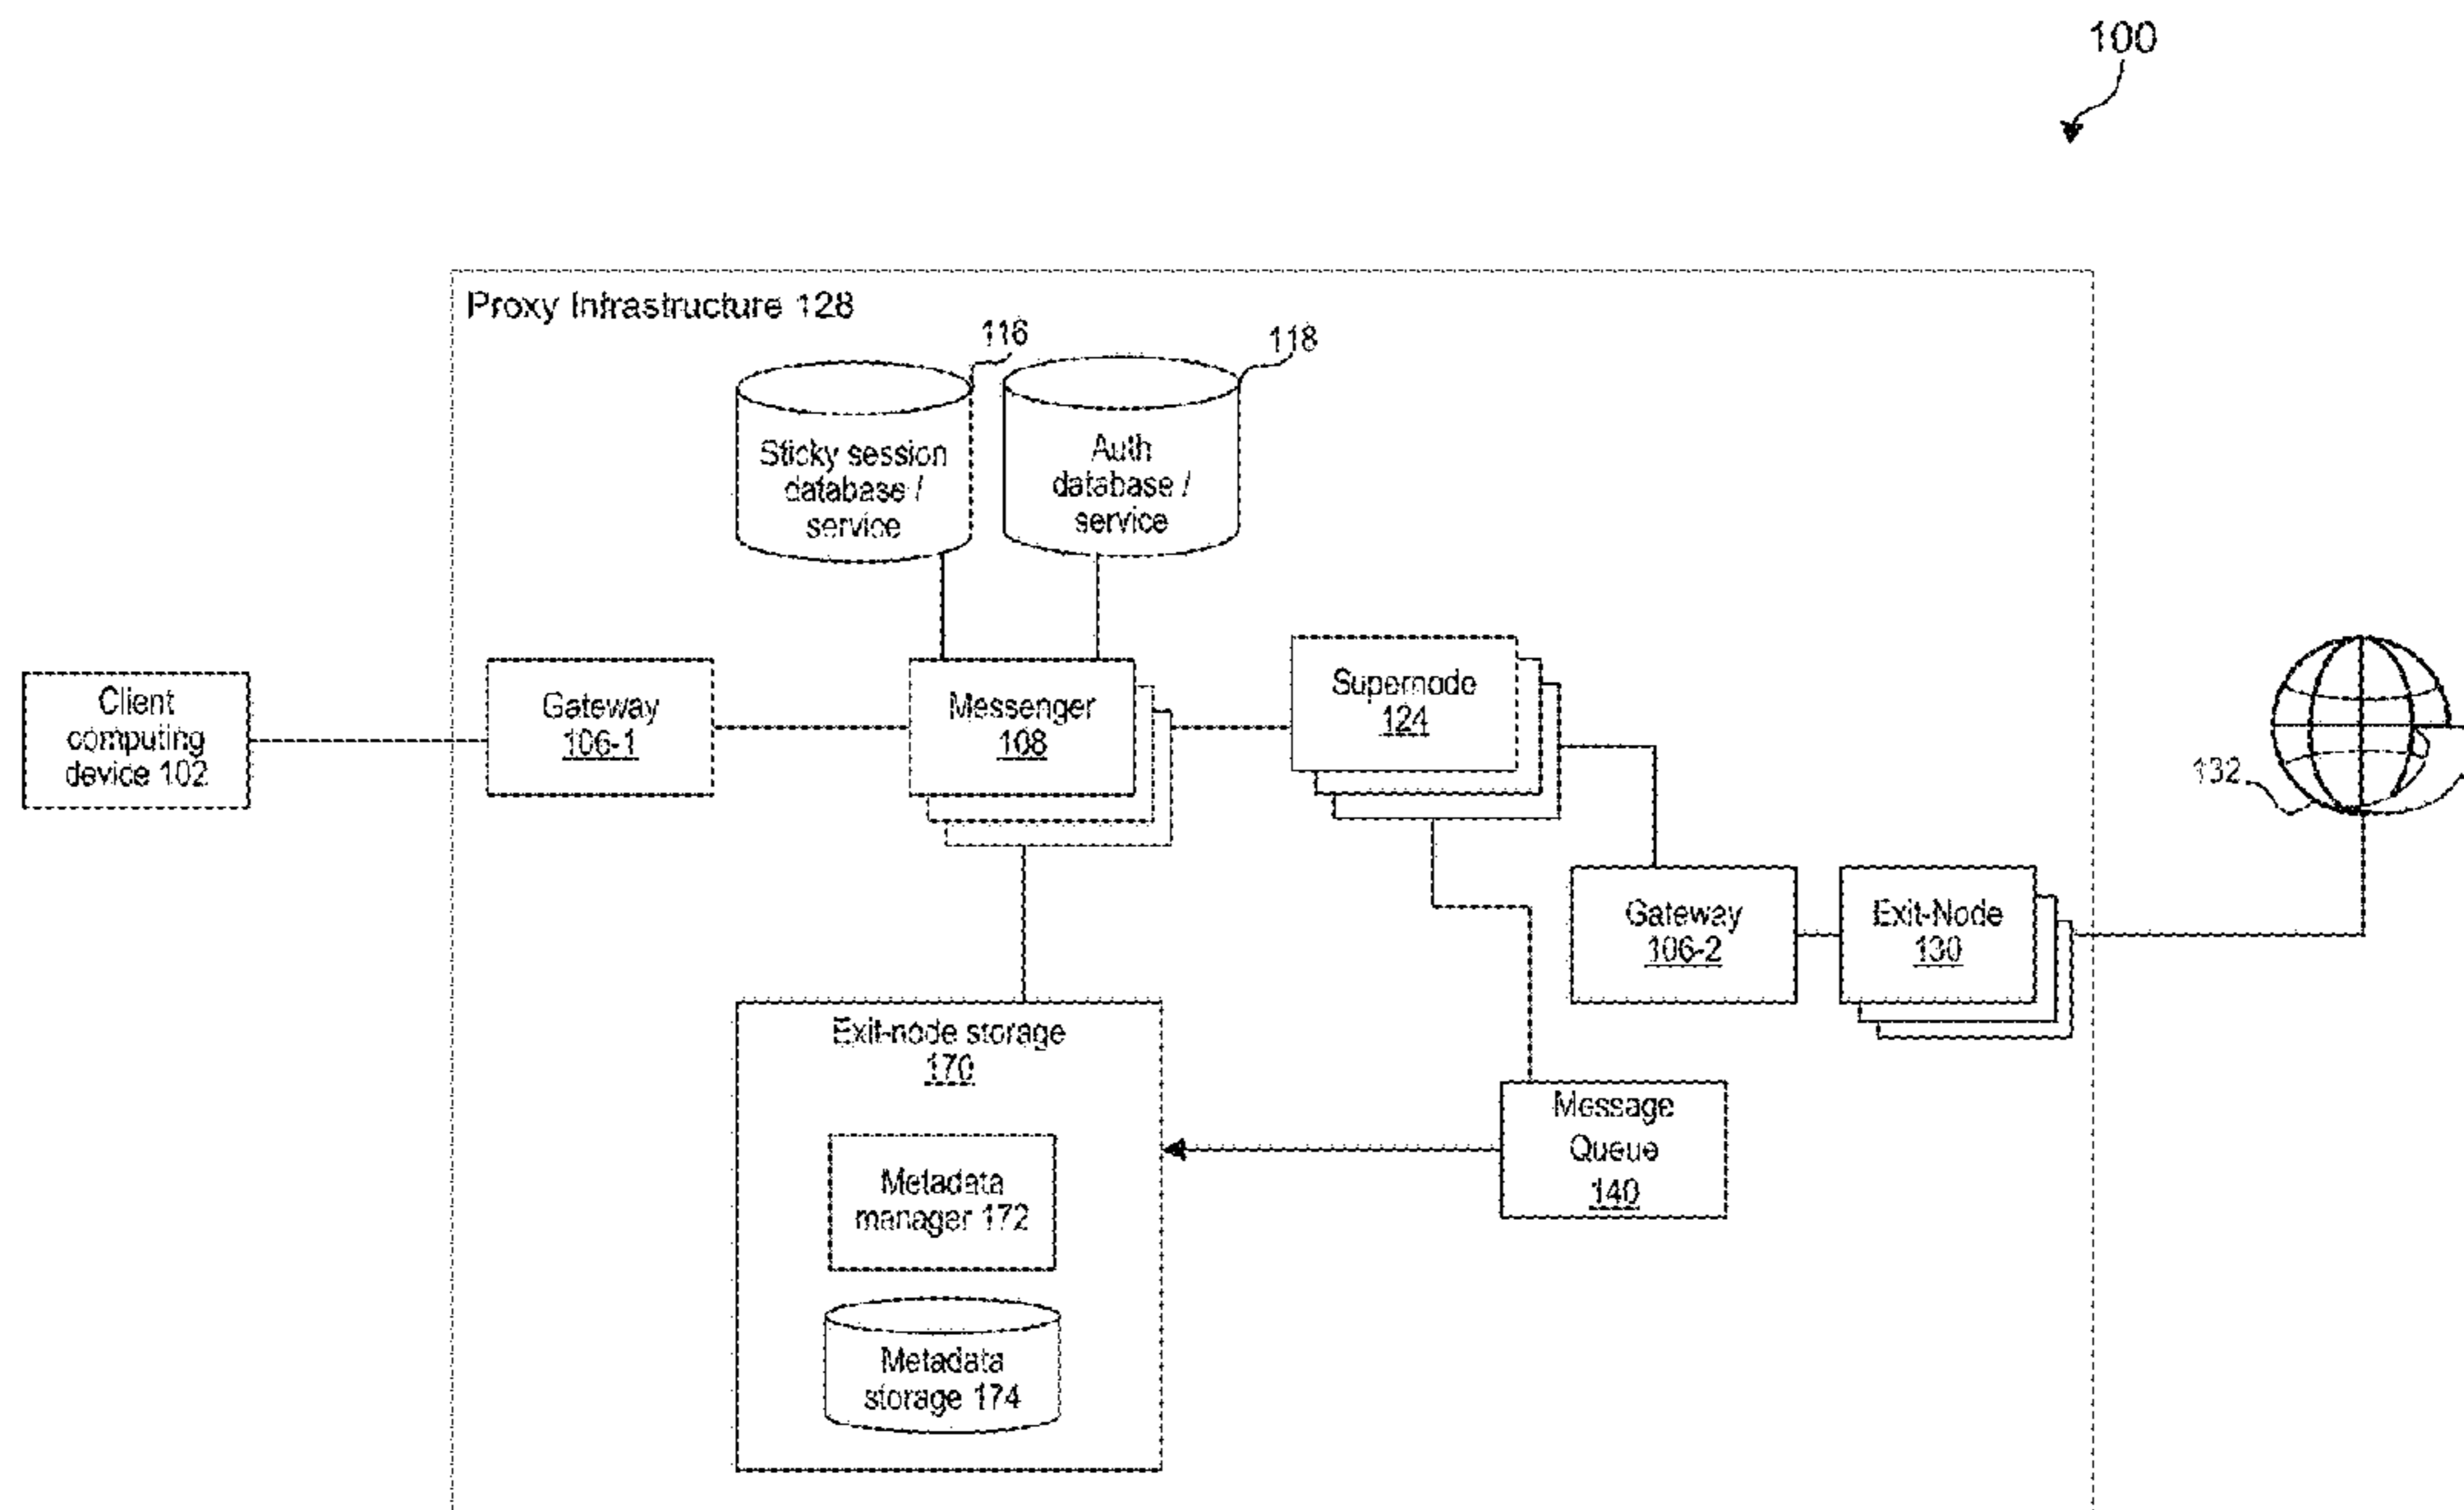 100
Proxy Infrastructure 128
116
118
Sticky session
database /
service
Auth
database /
service
Client
computing
device 102
Gateway
106-1
Messenger
108
Supernode
124
132
Gateway
106-2
Exit-Node
130
Exit-node storage
170
Metadata
manager 172
Metadata
storage 174
Message
Queue
140